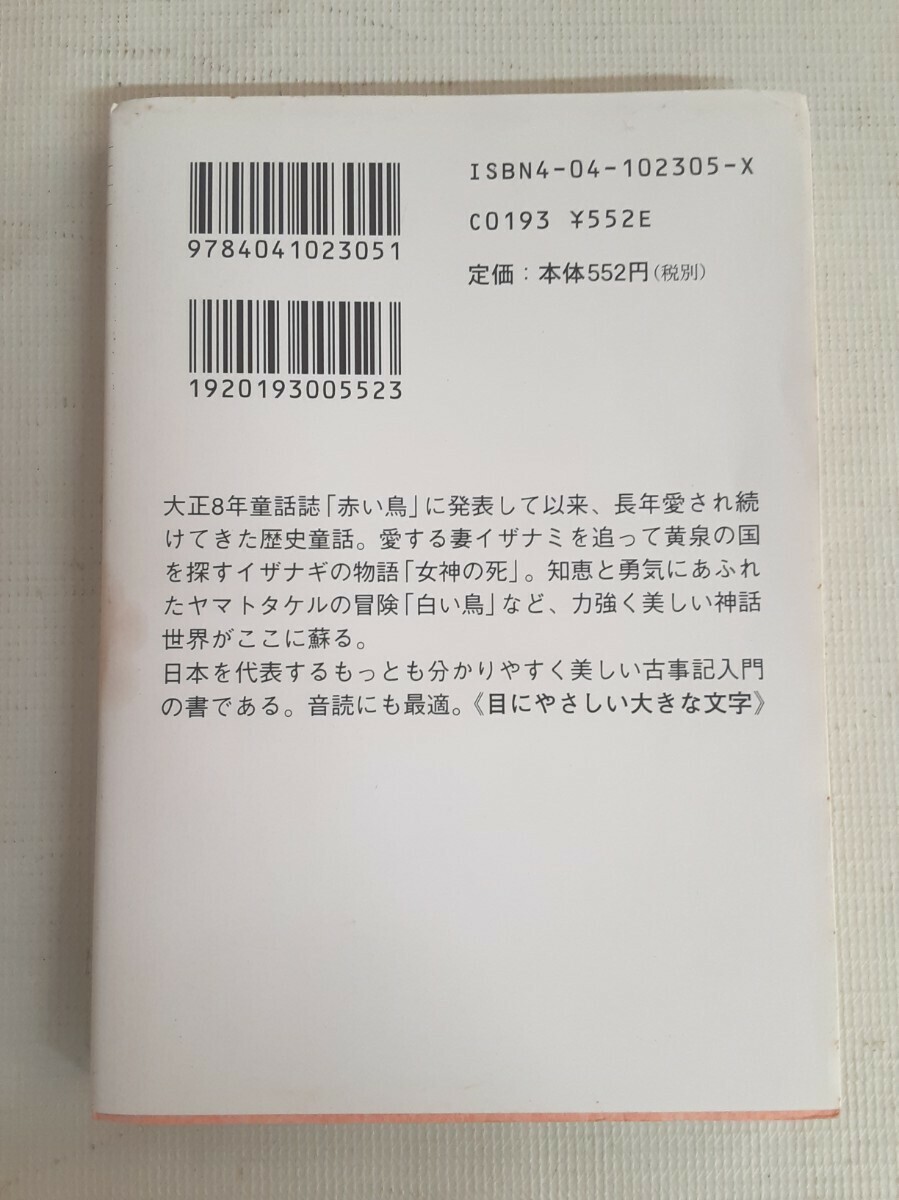 ISBN4-04-102305-X
9784041023051
C0193 ¥552E
定価：本体552円（税別）
1920193005523
大正8年童話誌「赤い鳥」に発表して以来、長年愛され続
けてきた歴史童話。愛する妻イザナミを追って黄泉の国
を探すイザナギの物語「女神の死」。知恵と勇気にあふれ
たヤマトタケルの冒険「白い鳥」など、力強く美しい神話
世界がここに蘇る。
日本を代表するもっとも分かりやすく美しい古事記入門
の書である。音読にも最適。《目にやさしい大きな文字》